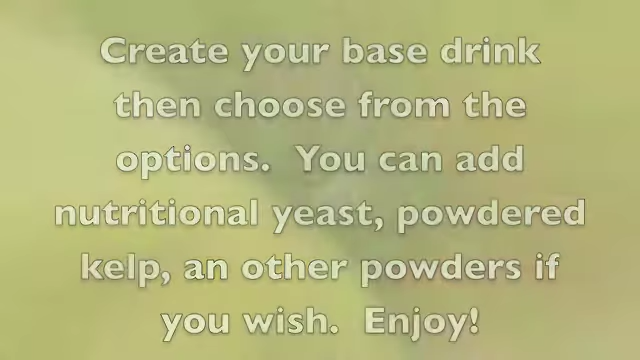 Create your base drink
then choose from the
options.  You can add
nutritional yeast, powdered
kelp, an other powders if
you wish.  Enjoy!